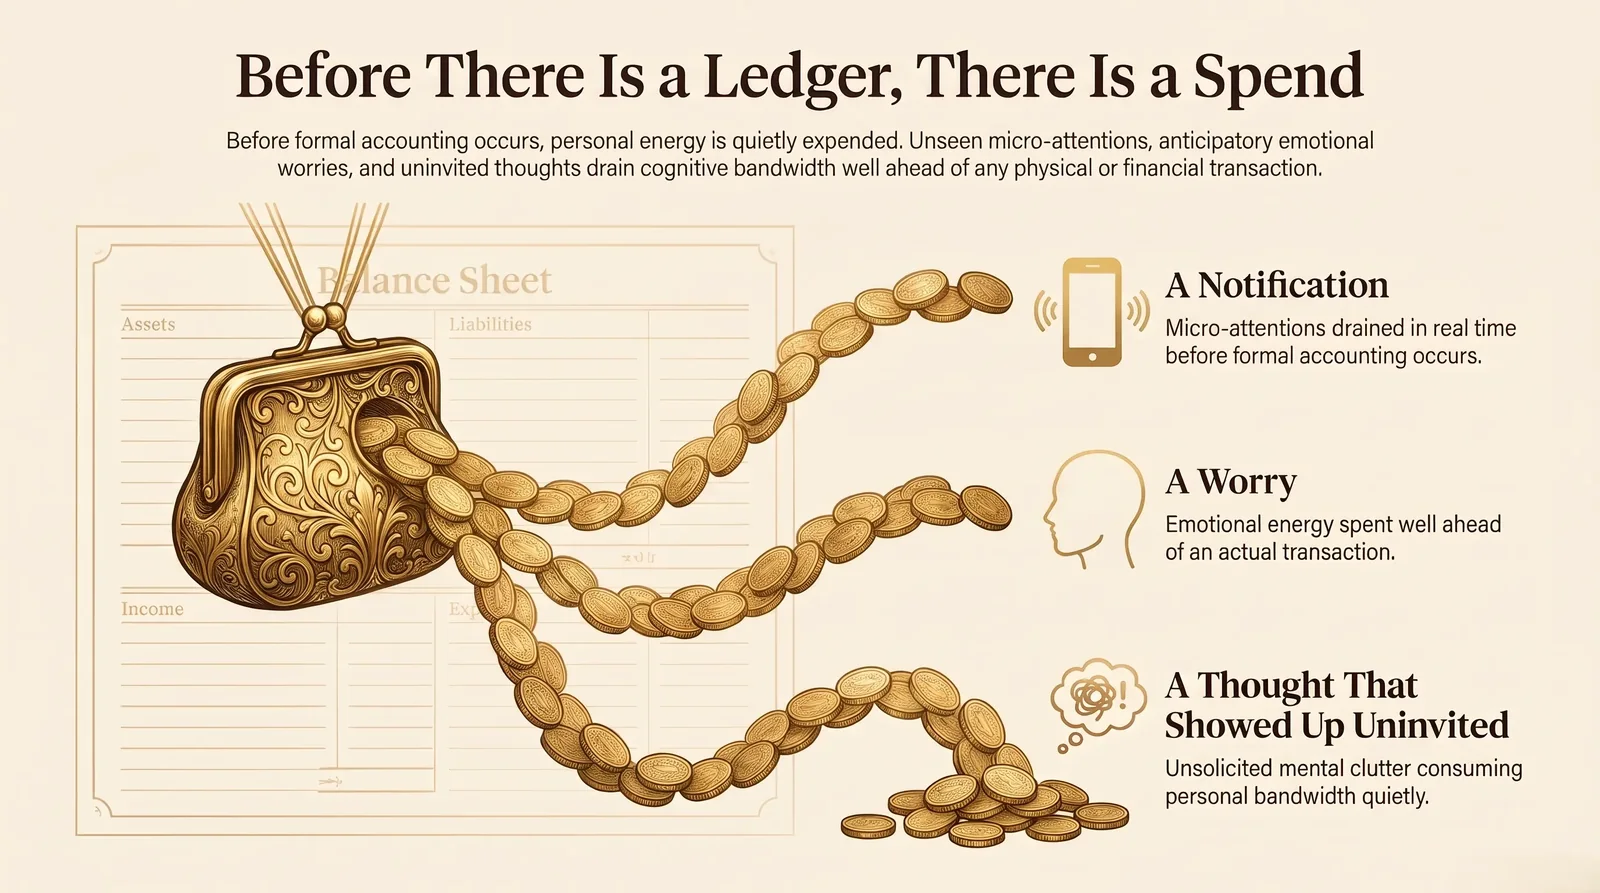 Before There Is a Ledger, There Is a Spend
Before formal accounting occurs, personal energy is quietly expended. Unseen micro-attentions, anticipatory emotional
worries, and uninvited thoughts drain cognitive bandwidth well ahead of any physical or financial transaction.
Balance Sheet
Assets
Liabilities
Income
A Notification
Micro-attentions drained in real time
before formal accounting occurs.
A Worry
Emotional energy spent well ahead
of an actual transaction.
A Thought That
Showed Up Uninvited
Unsolicited mental clutter consuming
personal bandwidth quietly.